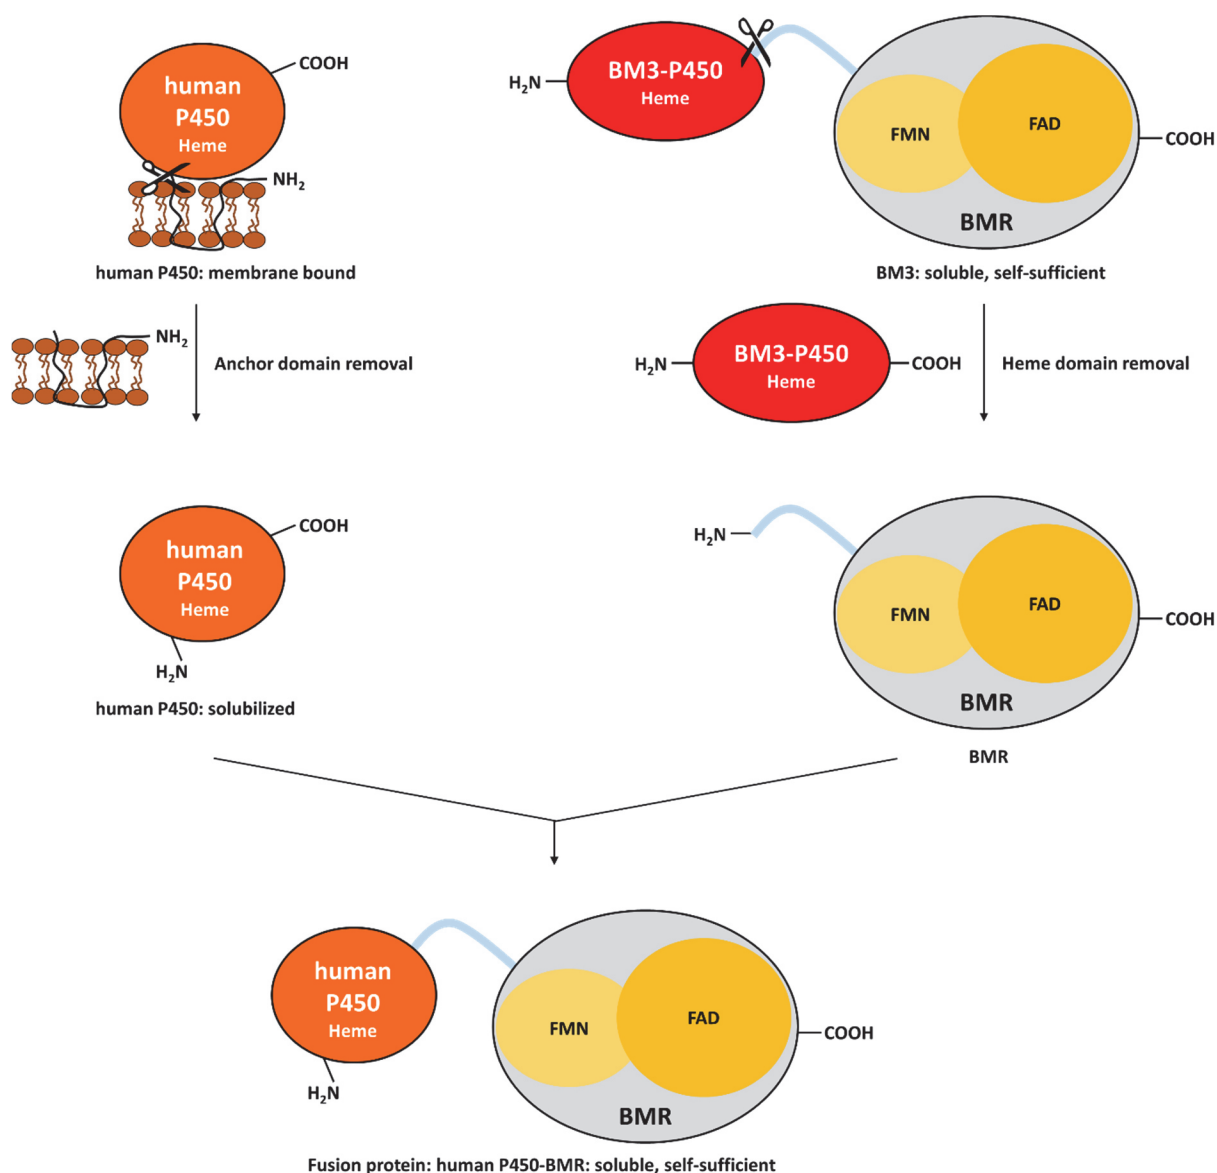 human
P450
Heme
COOH
NH2
human P450: membrane bound
H2N
BM3-P450
Heme
FMN
FAD
COOH
BMR
BM3: soluble, self-sufficient
NH2
Anchor domain removal
H2N
BM3-P450
Heme
COOH
Heme domain removal
human
P450
Heme
COOH
H2N
human P450: solubilized
H2N
FMN
FAD
COOH
BMR
BMR
human
P450
Heme
H2N
FMN
FAD
COOH
BMR
Fusion protein: human P450-BMR: soluble, self-sufficient